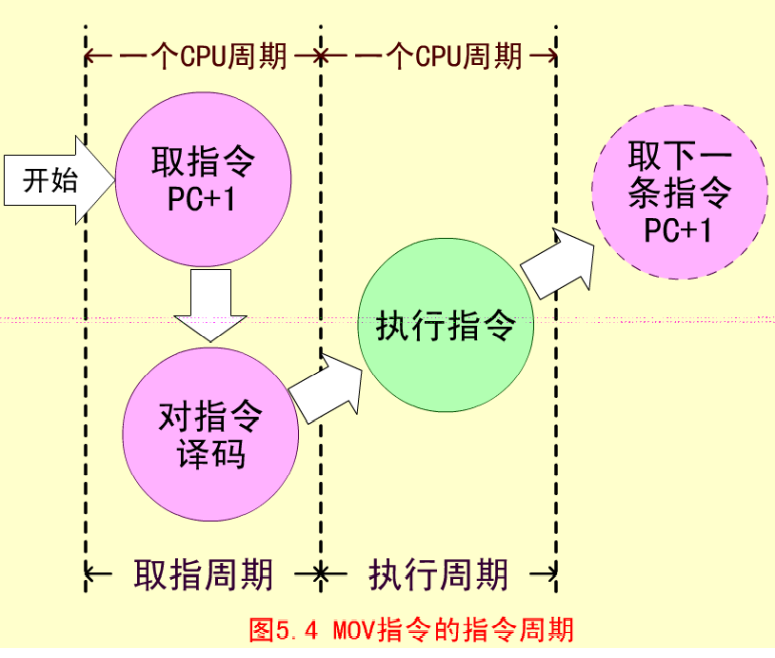 一个CPU周期
一个CPU周期
开始
取指令
PC+1
取下一
条指令
PC+1
执行指令
对指令
译码
取指周期
执行周期
图5.4 MOV指令的指令周期